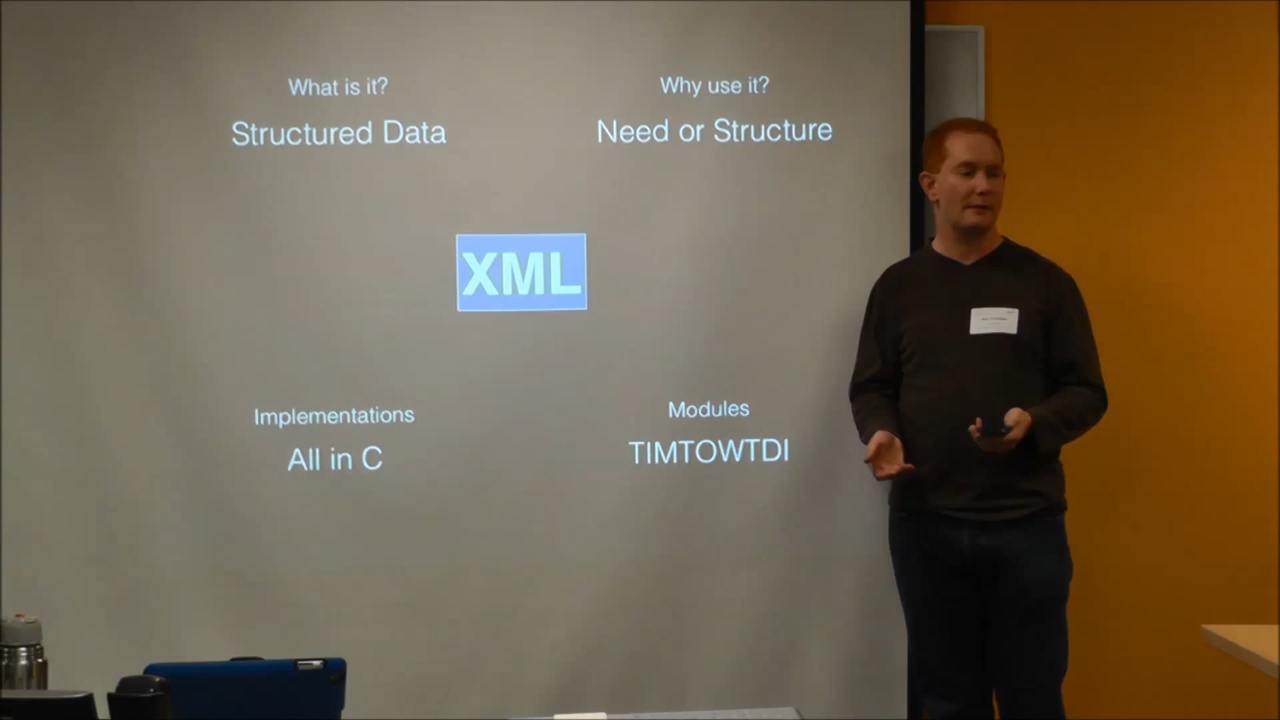 What is it?
Structured Data
Why use it?
Need or Structure
XML
Implementations
All in C
Modules
TIMTOWTDI